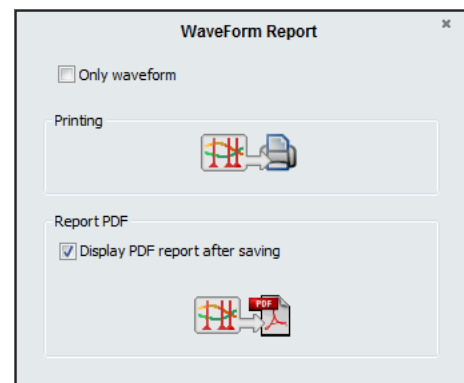 WaveForm Report
Only waveform
Printing
Report PDF
Display PDF report after saving
PDF